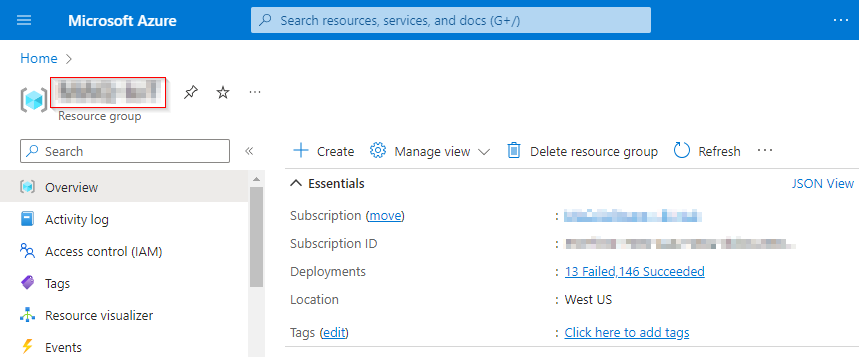 Microsoft Azure
Search resources, services, and docs (G+/)
Home
Resource group
Search
Create
Manage view
Delete resource group
Refresh
Overview
Essentials
JSON View
Activity log
Subscription (move) :
Access control (IAM)
Subscription ID :
Tags
Deployments : 13 Failed,146 Succeeded
Resource visualizer
Location : West US
Events
Tags (edit) : Click here to add tags